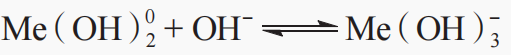 Me(OH)₂⁰ + OH⁻ ⇌ Me(OH)₃⁻